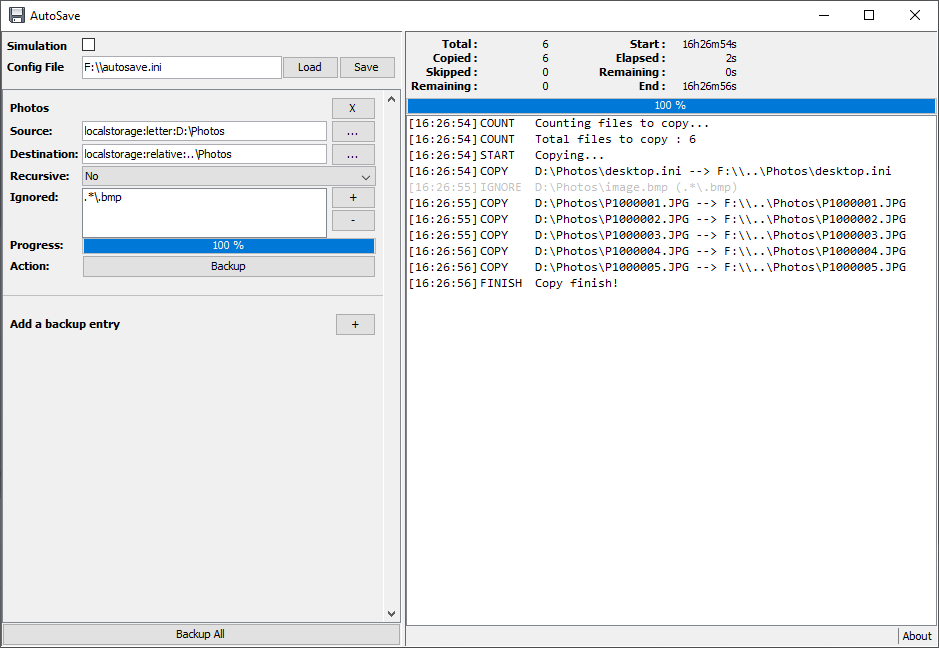 AutoSave
Simulation
Config File F:\\autosave.ini Load Save
Photos X
Source: localstorage:letter:D:\Photos ...
Destination: localstorage:relative:..\Photos ...
Recursive: No
Ignored: .*\.bmp +
-
Progress: 100 %
Action: Backup
Add a backup entry +
Backup All
Total : 6 Start : 16h26m54s
Copied : 6 Elapsed : 2s
Skipped : 0 Remaining : 0s
Remaining : 0 End : 16h26m56s
100 %
[16:26:54] COUNT Counting files to copy...
[16:26:54] COUNT Total files to copy : 6
[16:26:54] START Copying...
[16:26:54] COPY D:\Photos\desktop.ini --> F:\\..\Photos\desktop.ini
[16:26:55] IGNORE D:\Photos\image.bmp (.*\.bmp)
[16:26:55] COPY D:\Photos\P1000001.JPG --> F:\\..\Photos\P1000001.JPG
[16:26:55] COPY D:\Photos\P1000002.JPG --> F:\\..\Photos\P1000002.JPG
[16:26:55] COPY D:\Photos\P1000003.JPG --> F:\\..\Photos\P1000003.JPG
[16:26:56] COPY D:\Photos\P1000004.JPG --> F:\\..\Photos\P1000004.JPG
[16:26:56] COPY D:\Photos\P1000005.JPG --> F:\\..\Photos\P1000005.JPG
[16:26:56] FINISH Copy finish!
About